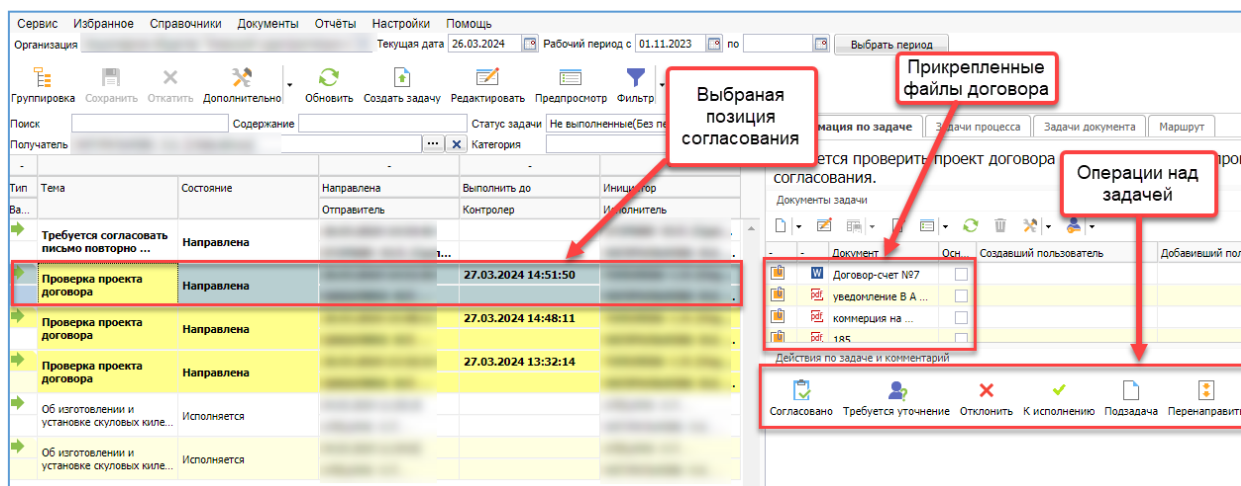 Сервис Избранное Справочники Документы Отчёты Настройки Помощь
Организация Текущая дата 26.03.2024 Рабочий период с 01.11.2023 по Выбрать период
Группировка Сохранить Откатить Дополнительно Обновить Создать задачу Редактировать Предпросмотр Фильтр
Поиск Содержание Статус задачи Не выполненные(Без
Получатель ... Категория
Тип Тема Состояние Направлена Выполнить до Инициатор
Ва... Отправитель Контролер Исполнитель
Требуется согласовать
письмо повторно ...
Направлена
Проверка проекта
договора
Направлена
27.03.2024 14:51:50
Проверка проекта
договора
Направлена
27.03.2024 14:48:11
Проверка проекта
договора
Направлена
27.03.2024 13:32:14
Об изготовлении и
установке скуловых киле...
Исполняется
Об изготовлении и
установке скуловых киле...
Исполняется
Выбраная
позиция
согласования
Прикрепленные
файлы договора
Операции над
задачей
мация по задаче Задачи процесса Задачи документа Маршрут
ется проверить проект договора
согласования.
Документы задачи
Документ Осн... Создавший пользователь Добавивший пол
Договор-счет №7
уведомление В А ...
коммерция на ...
185
Действия по задаче и комментарий
Согласовано Требуется уточнение Отклонить К исполнению Подзадача Перенаправить